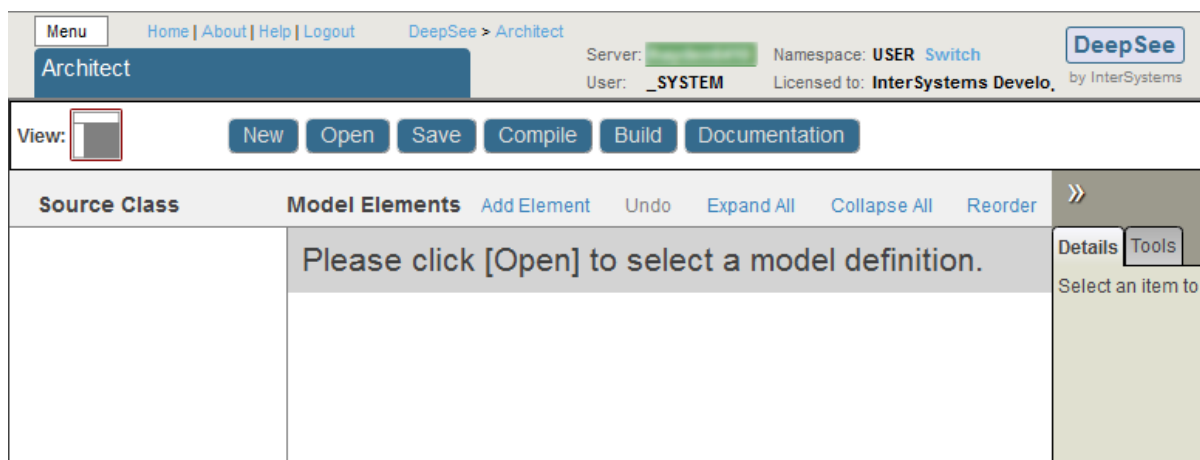 Menu Home | About | Help | Logout DeepSee > Architect
Architect
Server: Namespace: USER Switch
User: _SYSTEM Licensed to: InterSystems Develo
DeepSee
by InterSystems
View: New Open Save Compile Build Documentation
Source Class Model Elements Add Element Undo Expand All Collapse All Reorder »
Please click [Open] to select a model definition.
Details Tools
Select an item to